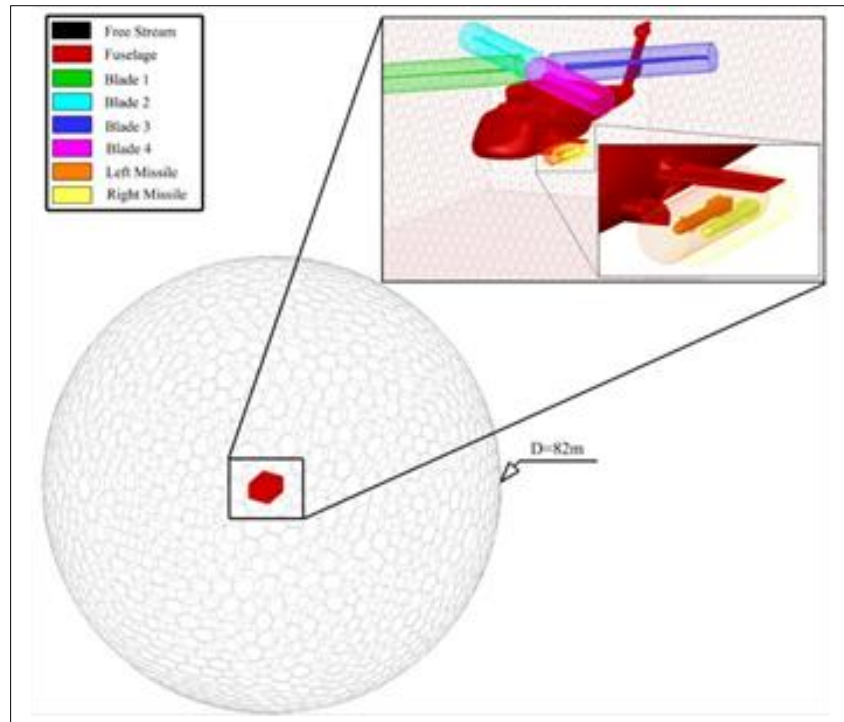 Free Stream
Fuselage
Blade 1
Blade 2
Blade 3
Blade 4
Left Missile
Right Missile
D=82m